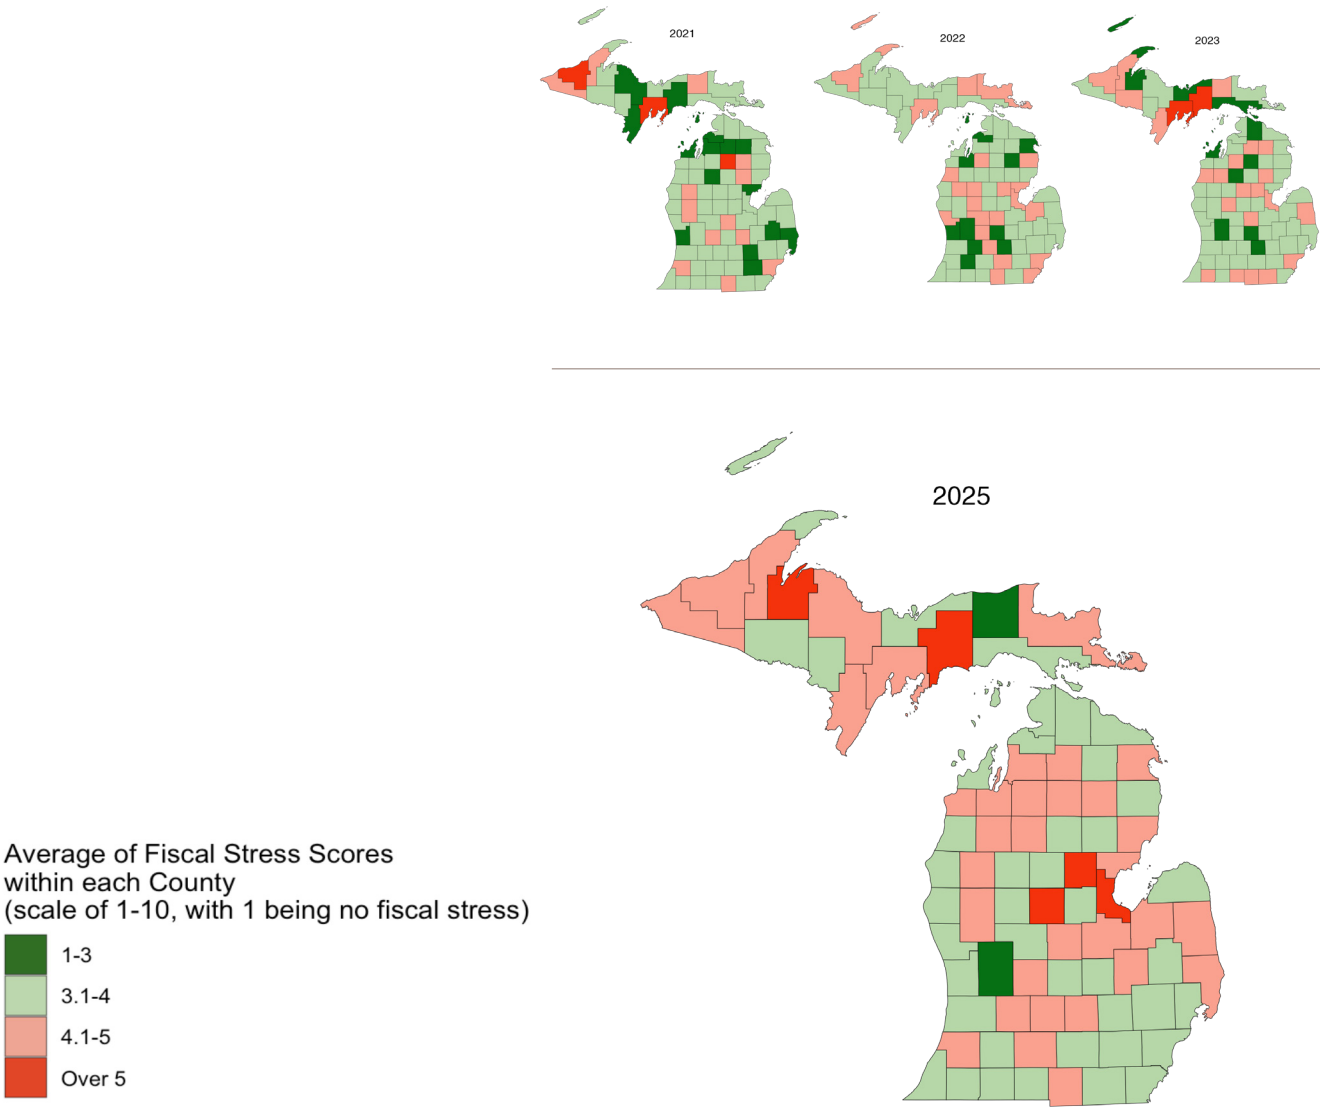 2021
2022
2023
2025
Average of Fiscal Stress Scores
within each County
(scale of 1-10, with 1 being no fiscal stress)
1-3
3.1-4
4.1-5
Over 5